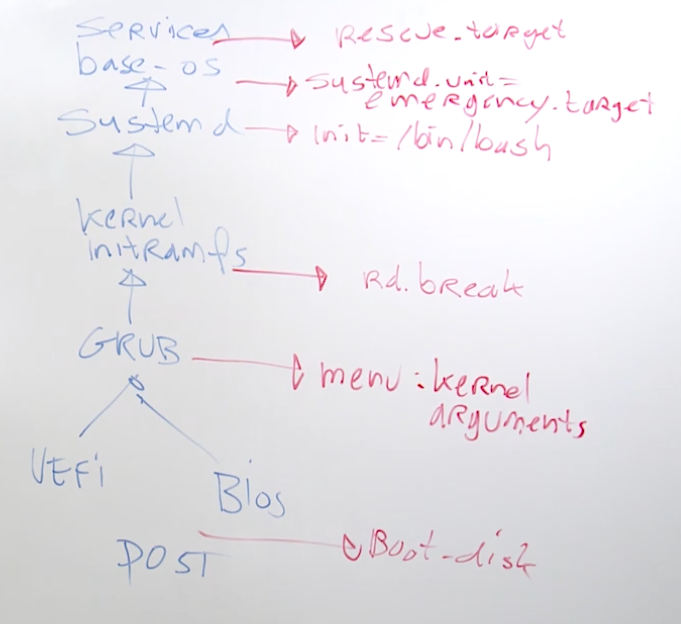 services → Rescue.target
base-os → systemd.unit=
emergency.target
Systemd → init=/bin/bash
kernel
initramfs → Rd.break
GRUB → menu: kernel
arguments
UEFi
Bios
POST → Boot-disk